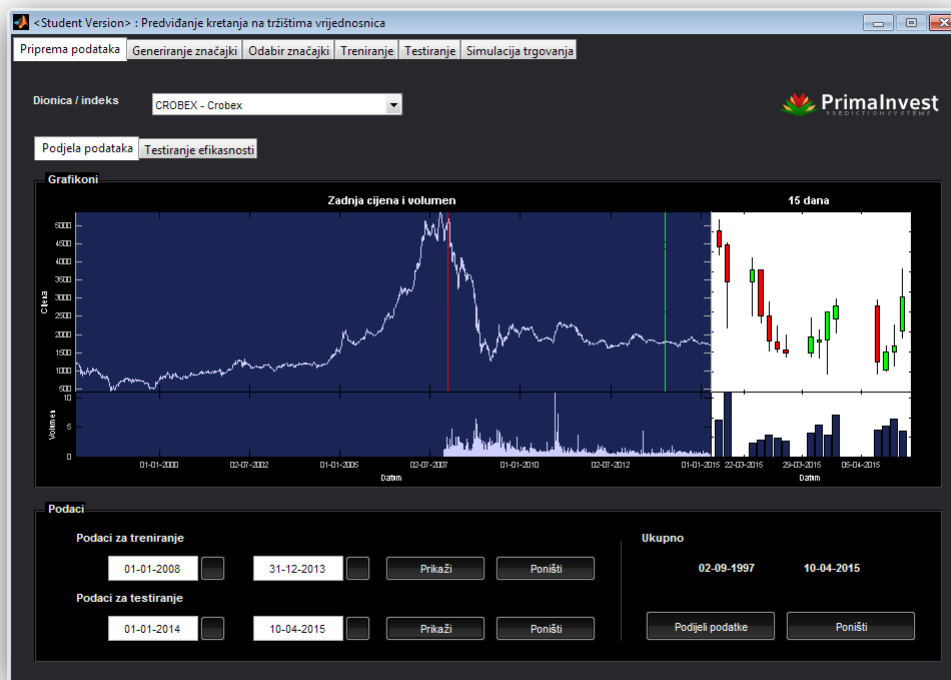 <Student Version> : Predviđanje kretanja na tržištima vrijednosnica
Priprema podataka Generiranje značajki Odabir značajki Treniranje Testiranje Simulacija trgovanja
Dionica / indeks CROBEX - Crobex
PrimaInvest
PREDICTION SYSTEMS
Podjela podataka Testiranje efikasnosti
Grafikoni
Zadnja cijena i volumen 15 dana
5000
4500
4000
3500
3000
2500
2000
1500
1000
500
Cijena
10
5
0
Volumen
01-01-2000 02-07-2002 01-01-2005 02-07-2007 01-01-2010 02-07-2012 01-01-2015 22-03-2015 29-03-2015 05-04-2015
Datum Datum
Podaci
Podaci za treniranje Ukupno
01-01-2008 31-12-2013 Prikaži Poništi 02-09-1997 10-04-2015
Podaci za testiranje
01-01-2014 10-04-2015 Prikaži Poništi Podijeli podatke Poništi